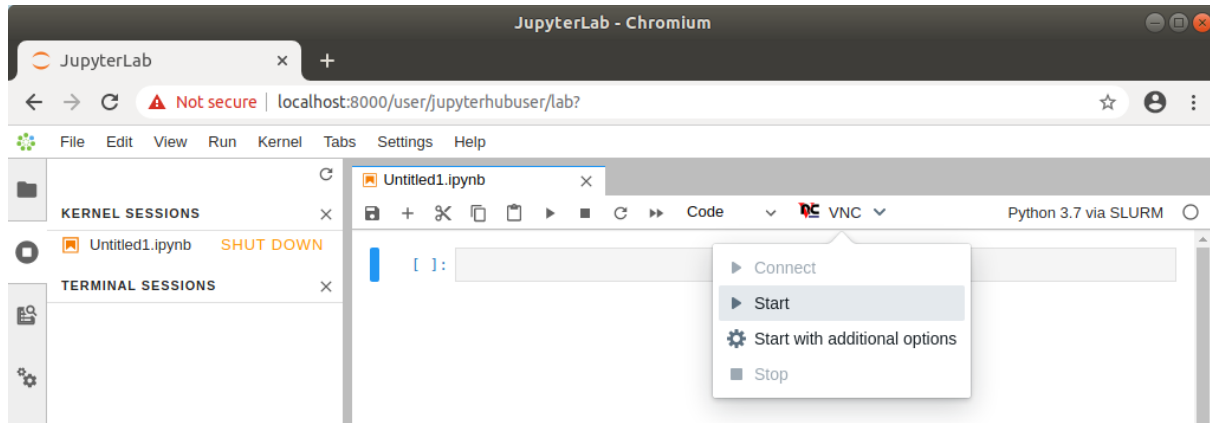 JupyterLab - Chromium
JupyterLab
Not secure localhost:8000/user/jupyterhubuser/lab?
File Edit View Run Kernel Tabs Settings Help
Untitled1.ipynb
KERNEL SESSIONS
Code VNC Python 3.7 via SLURM
Untitled1.ipynb SHUT DOWN
[ ]:
TERMINAL SESSIONS
Connect
Start
Start with additional options
Stop